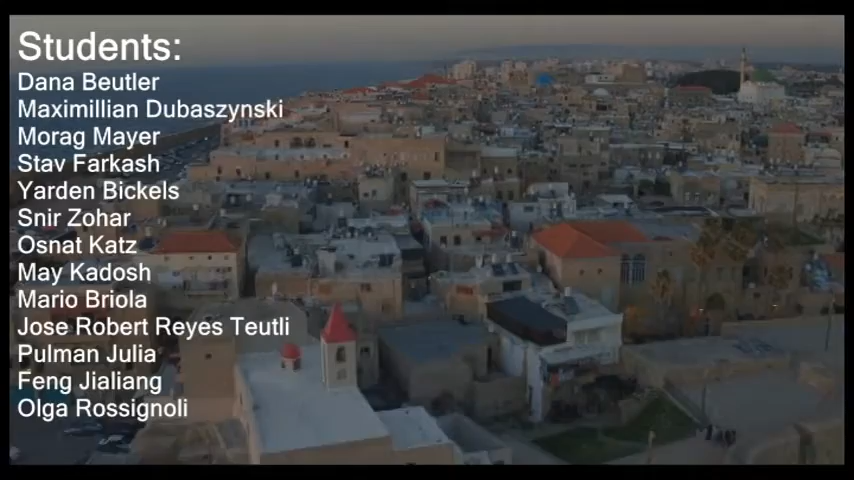 Students:
Dana Beutler
Maximillian Dubaszynski
Morag Mayer
Stav Farkash
Yarden Bickels
Snir Zohar
Osnat Katz
May Kadosh
Mario Briola
Jose Robert Reyes Teutli
Pulman Julia
Feng Jialiang
Olga Rossignoli